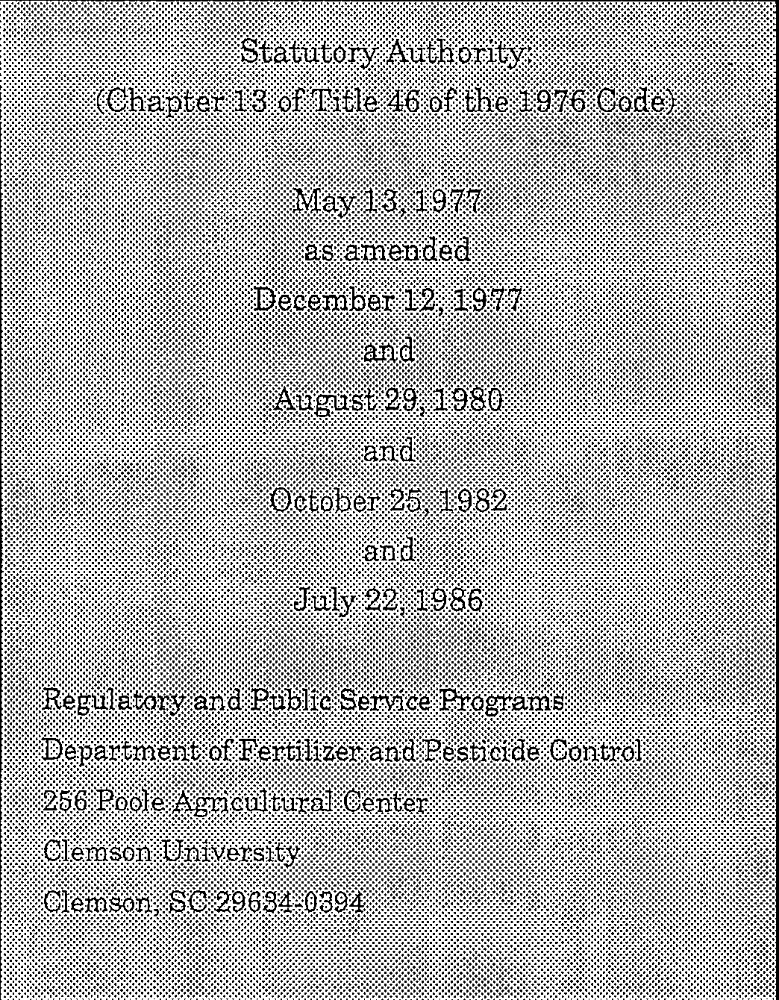 Statutory Authority:
(Chapter 13 of Title 46 of the 1976 Code)
May 13, 1977
as amended
December 12, 1977
and
August 29, 1980
and
October 25, 1982
and
July 22, 1986
Regulatory and Public Service Programs
Department of Fertilizer and Pesticide Control
256 Poole Agricultural Center
Clemson University
Clemson, SC 29634-0394